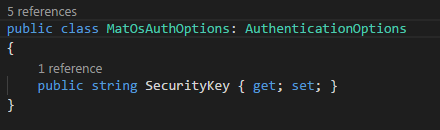 5 references
public class MatOsAuthOptions: AuthenticationOptions
{
1 reference
public string SecurityKey { get; set; }
}